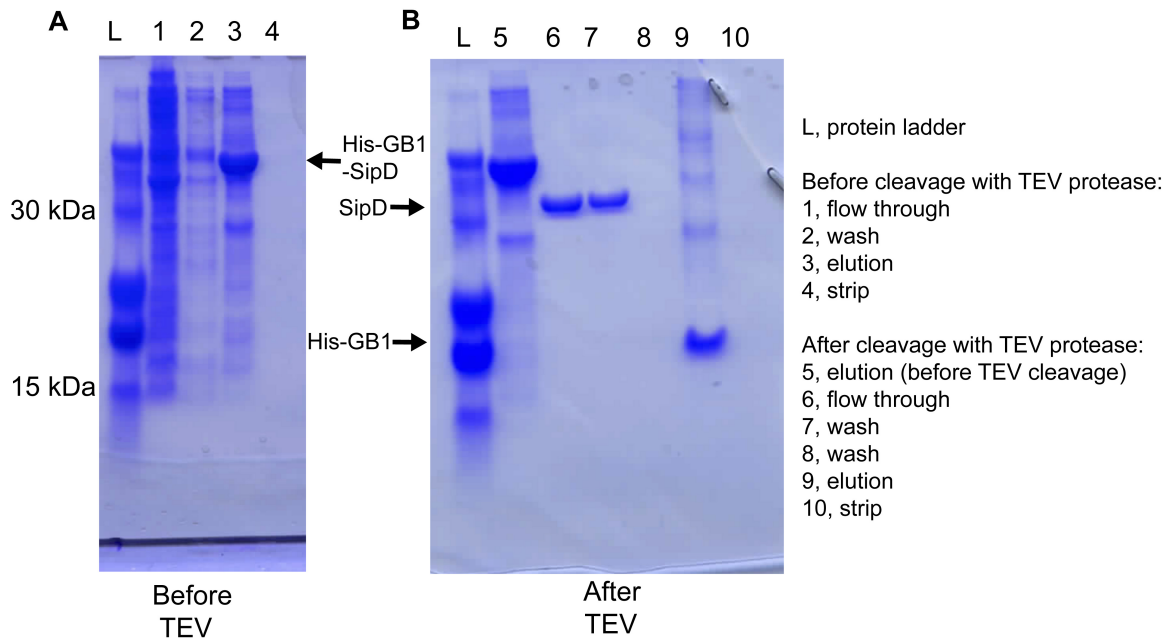 A
L 1 2 3 4
B
L 5 6 7 8 9 10
His-GB1
-SipD
30 kDa
SipD
His-GB1
15 kDa
Before
TEV
After
TEV
L, protein ladder
Before cleavage with TEV protease:
1, flow through
2, wash
3, elution
4, strip
After cleavage with TEV protease:
5, elution (before TEV cleavage)
6, flow through
7, wash
8, wash
9, elution
10, strip